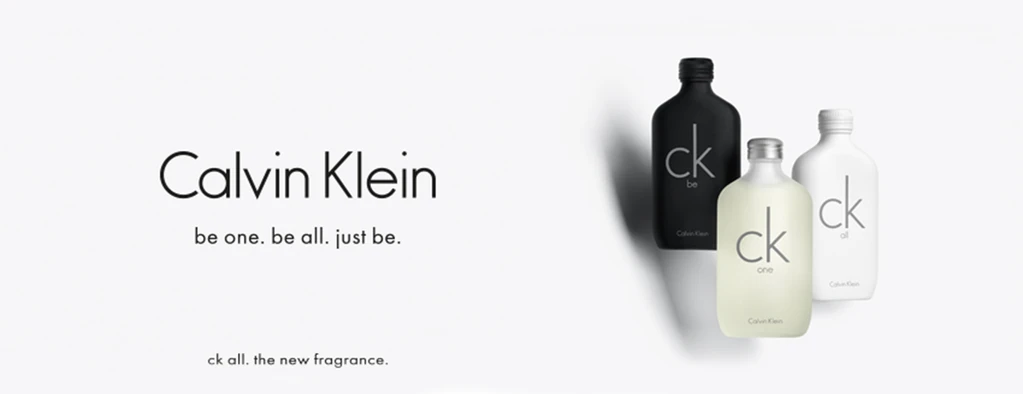 Calvin Klein
be one. be all. just be.
ck all. the new fragrance.
ck
be
Calvin Klein
ck
one
Calvin Klein
ck
all
Calvin Klein